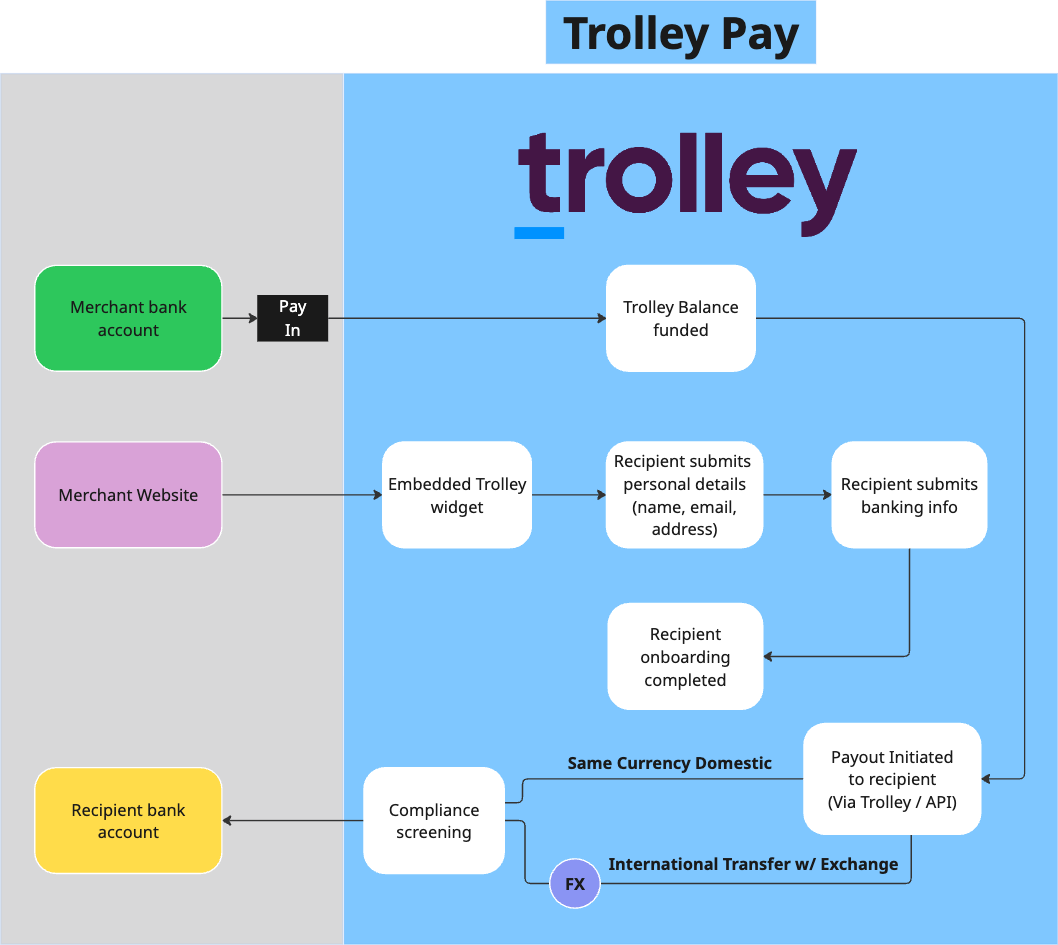 Trolley Pay
trolley
Merchant bank
account
Pay
In
Trolley Balance
funded
Merchant Website
Embedded Trolley
widget
Recipient submits
personal details
(name, email,
address)
Recipient submits
banking info
Recipient
onboarding
completed
Payout Initiated
to recipient
(Via Trolley / API)
Same Currency Domestic
Compliance
screening
Recipient bank
account
International Transfer w/ Exchange
FX